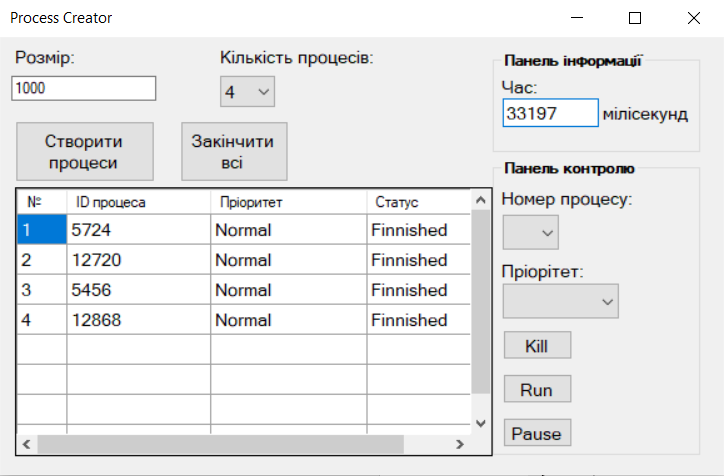 Process Creator
Розмір:
1000
Кількість процесів:
4
Створити
процеси
Закінчити
всі
№ ID процеса Пріоритет Статус
1 5724 Normal Finnished
2 12720 Normal Finnished
3 5456 Normal Finnished
4 12868 Normal Finnished
Панель інформації
Час:
33197 мілісекунд
Панель контролю
Номер процесу:
Пріорітет:
Kill
Run
Pause